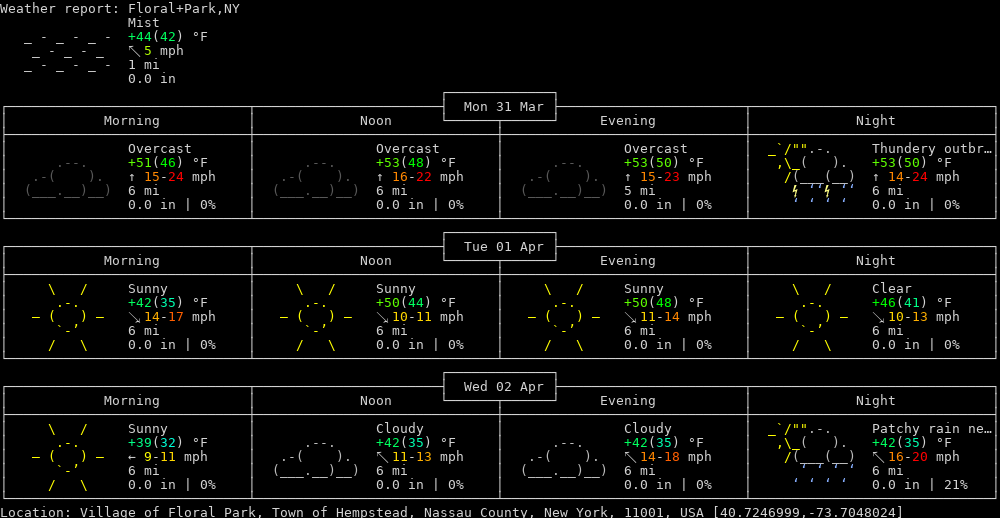 Weather report: Floral+Park,NY
Mist
+44(42) °F
↖ 5 mph
1 mi
0.0 in
Mon 31 Mar
Morning Noon Evening Night
Overcast Overcast Overcast Thundery outbr…
+51(46) °F +53(48) °F +53(50) °F +53(50) °F
↑ 15-24 mph ↑ 16-22 mph ↑ 15-23 mph ↑ 14-24 mph
6 mi 6 mi 5 mi 6 mi
0.0 in | 0% 0.0 in | 0% 0.0 in | 0% 0.0 in | 0%
Tue 01 Apr
Morning Noon Evening Night
Sunny Sunny Sunny Clear
+42(35) °F +50(44) °F +50(48) °F +46(41) °F
↘ 14-17 mph ↘ 10-11 mph ↘ 11-14 mph ↘ 10-13 mph
6 mi 6 mi 6 mi 6 mi
0.0 in | 0% 0.0 in | 0% 0.0 in | 0% 0.0 in | 0%
Wed 02 Apr
Morning Noon Evening Night
Sunny Cloudy Cloudy Patchy rain ne…
+39(32) °F +42(35) °F +42(35) °F +42(35) °F
← 9-11 mph ↖ 11-13 mph ↖ 14-18 mph ↖ 16-20 mph
6 mi 6 mi 6 mi 6 mi
0.0 in | 0% 0.0 in | 0% 0.0 in | 0% 0.0 in | 21%
Location: Village of Floral Park, Town of Hempstead, Nassau County, New York, 11001, USA [40.7246999,-73.7048024]